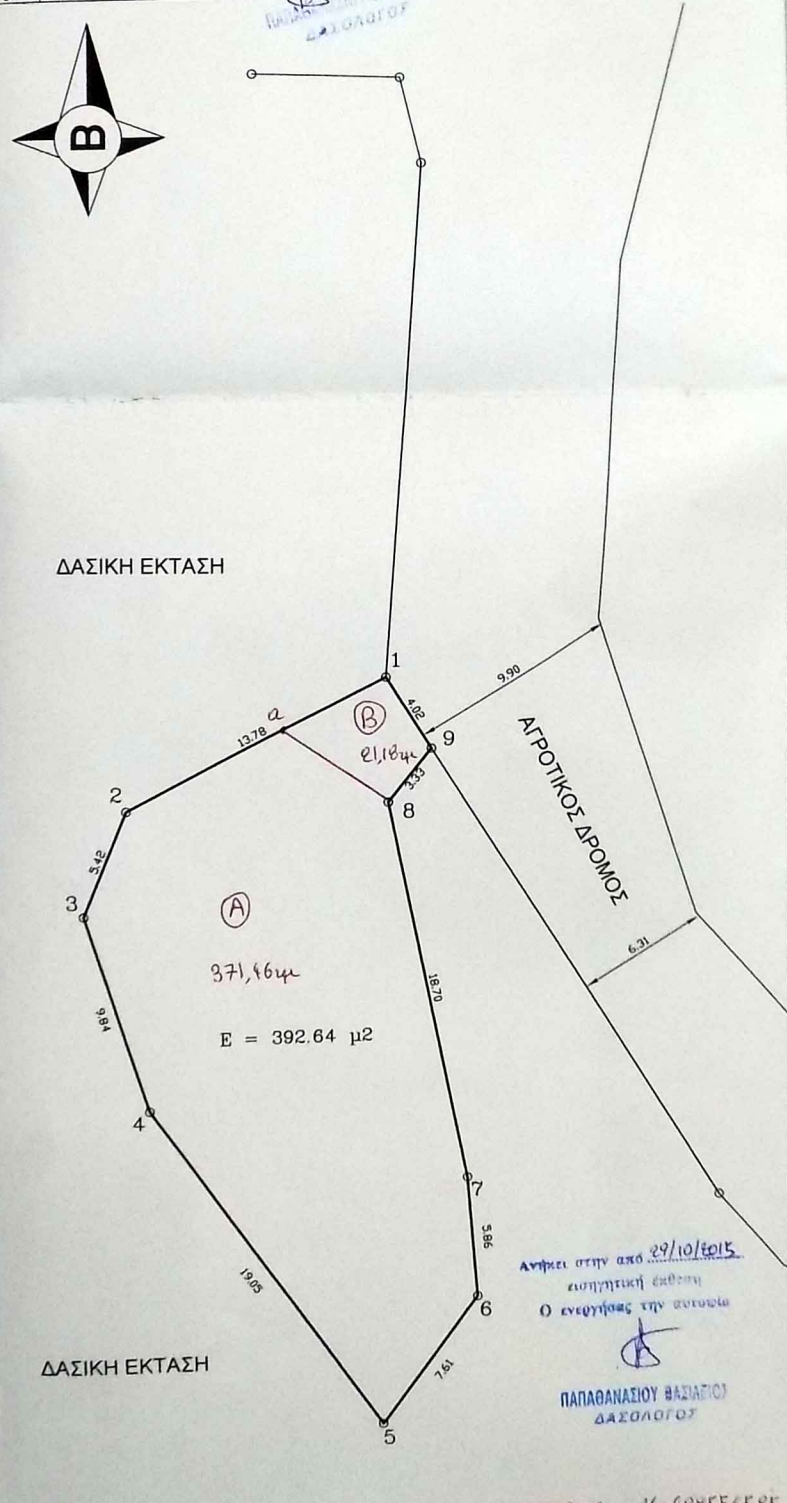 ΔΑΣΟΛΟΓΟΣ
Β
ΔΑΣΙΚΗ ΕΚΤΑΣΗ
1
9.90
4.02
a
B
21,18τμ
9
13.78
3.33
8
2
5.42
ΑΓΡΟΤΙΚΟΣ ΔΡΟΜΟΣ
3
A
371,46τμ
6.31
9.84
18.70
E = 392.64 μ2
4
7
5.86
19.05
6
7.61
5
ΔΑΣΙΚΗ ΕΚΤΑΣΗ
Ανήκει στην από 29/10/2015
εισηγητική έκθεση
Ο ενεργήσας την αυτοψία
ΠΑΠΑΘΑΝΑΣΙΟΥ ΒΑΣΙΛΕΙΟΣ
ΔΑΣΟΛΟΓΟΣ